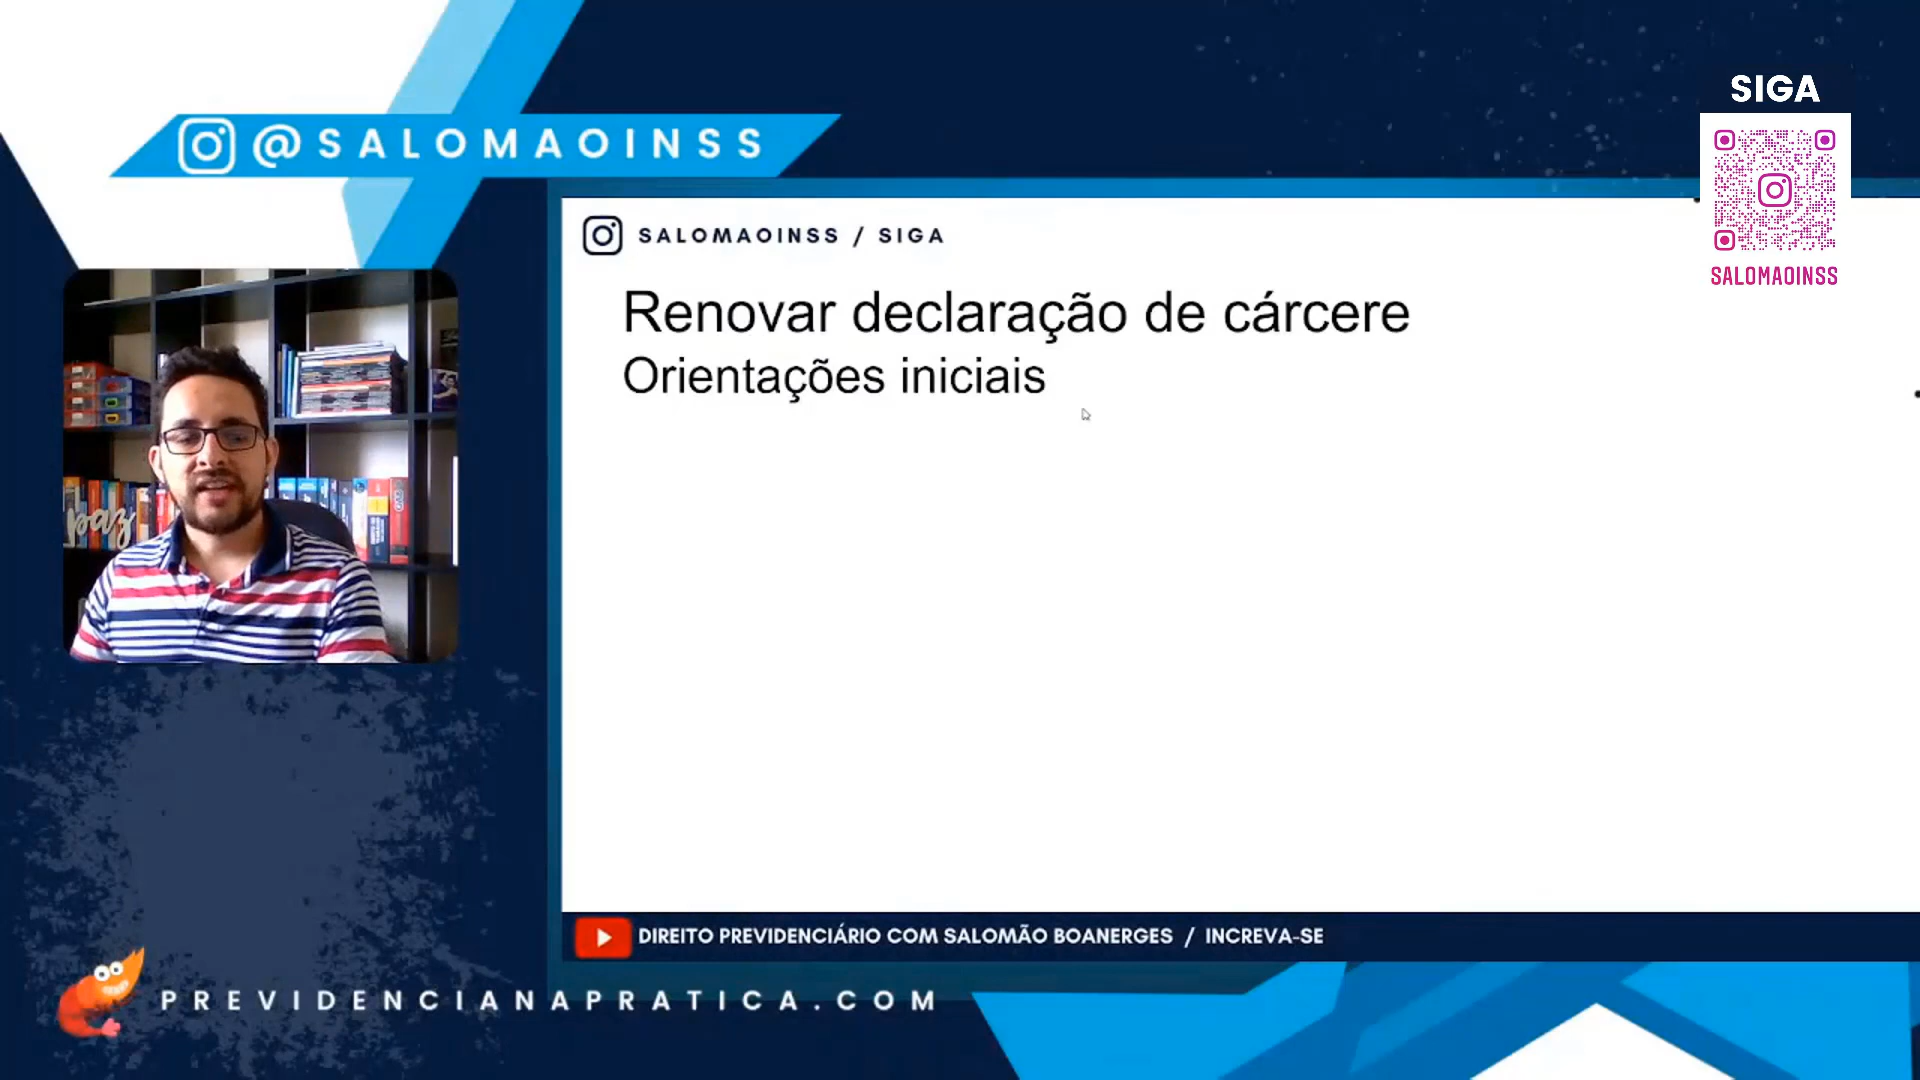 SIGA
@SALOMAOINSS
SALOMAOINSS / SIGA
SALOMAOINSS
Renovar declaração de cárcere
Orientações iniciais
paz
DIREITO PREVIDENCIÁRIO COM SALOMÃO BOANERGES / INCREVA-SE
PREVIDENCIANAPRATICA.COM